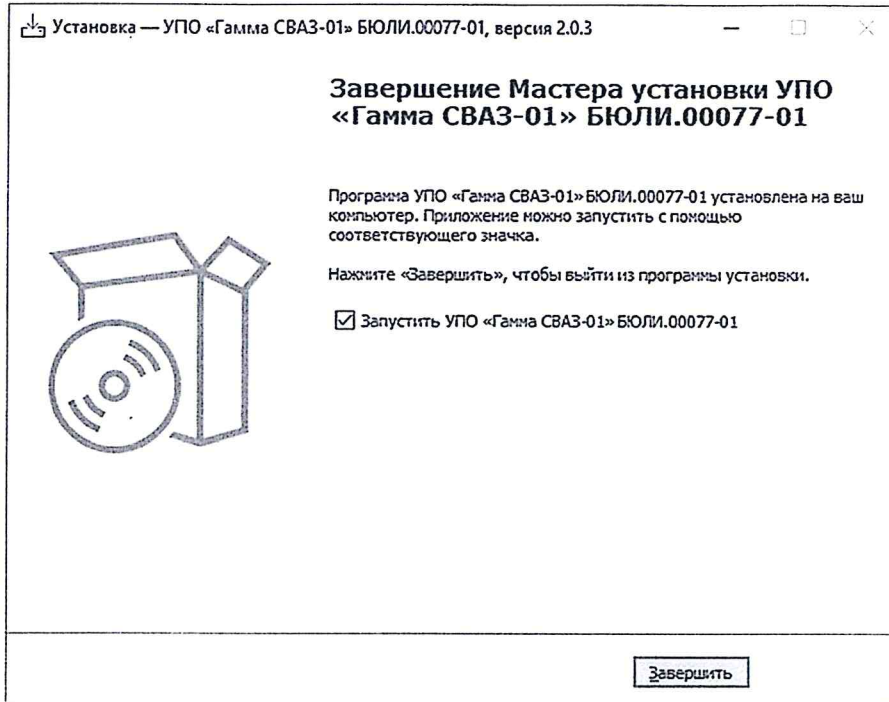 Установка — УПО «Гамма СВАЗ-01» БЮЛИ.00077-01, версия 2.0.3
Завершение Мастера установки УПО
«Гамма СВАЗ-01» БЮЛИ.00077-01
Программа УПО «Гамма СВАЗ-01» БЮЛИ.00077-01 установлена на ваш
компьютер. Приложение можно запустить с помощью
соответствующего значка.
Нажмите «Завершить», чтобы выйти из программы установки.
Запустить УПО «Гамма СВАЗ-01» БЮЛИ.00077-01
Завершить